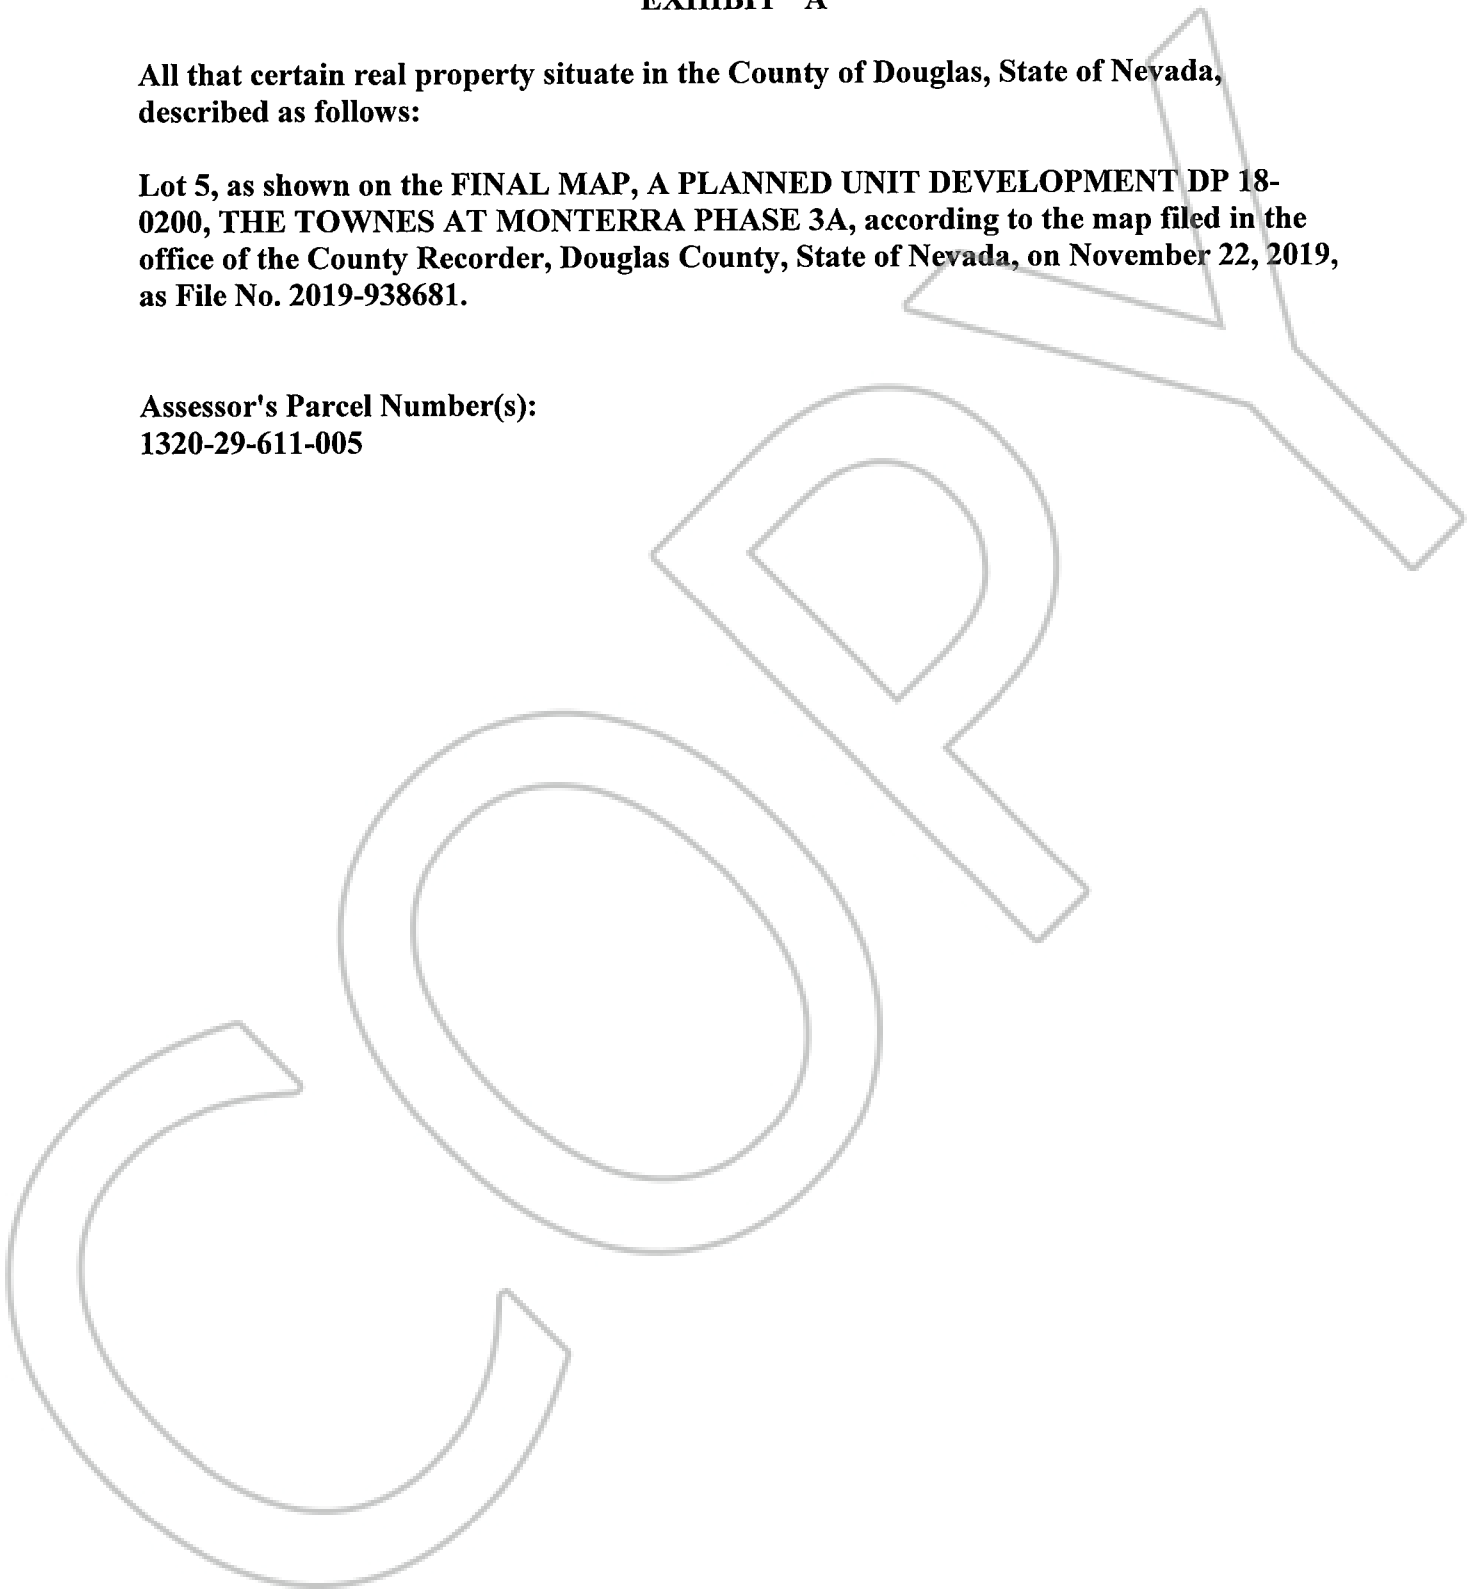 EXHIBIT "A"
All that certain real property situate in the County of Douglas, State of Nevada,
described as follows:
Lot 5, as shown on the FINAL MAP, A PLANNED UNIT DEVELOPMENT DP 18-
0200, THE TOWNES AT MONTERRA PHASE 3A, according to the map filed in the
office of the County Recorder, Douglas County, State of Nevada, on November 22, 2019,
as File No. 2019-938681.
Assessor's Parcel Number(s):
1320-29-611-005
COPY